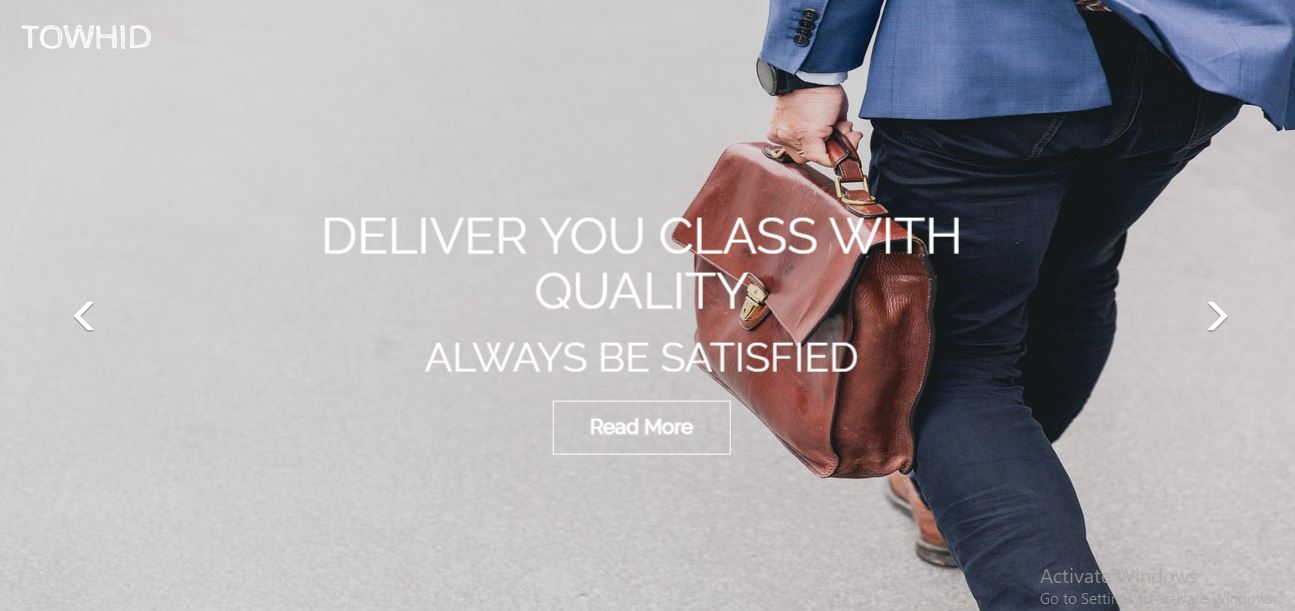 TOWHID
DELIVER YOU CLASS WITH
QUALITY
ALWAYS BE SATISFIED
Read More
Activate Windows
Go to Settings to activate Windows.